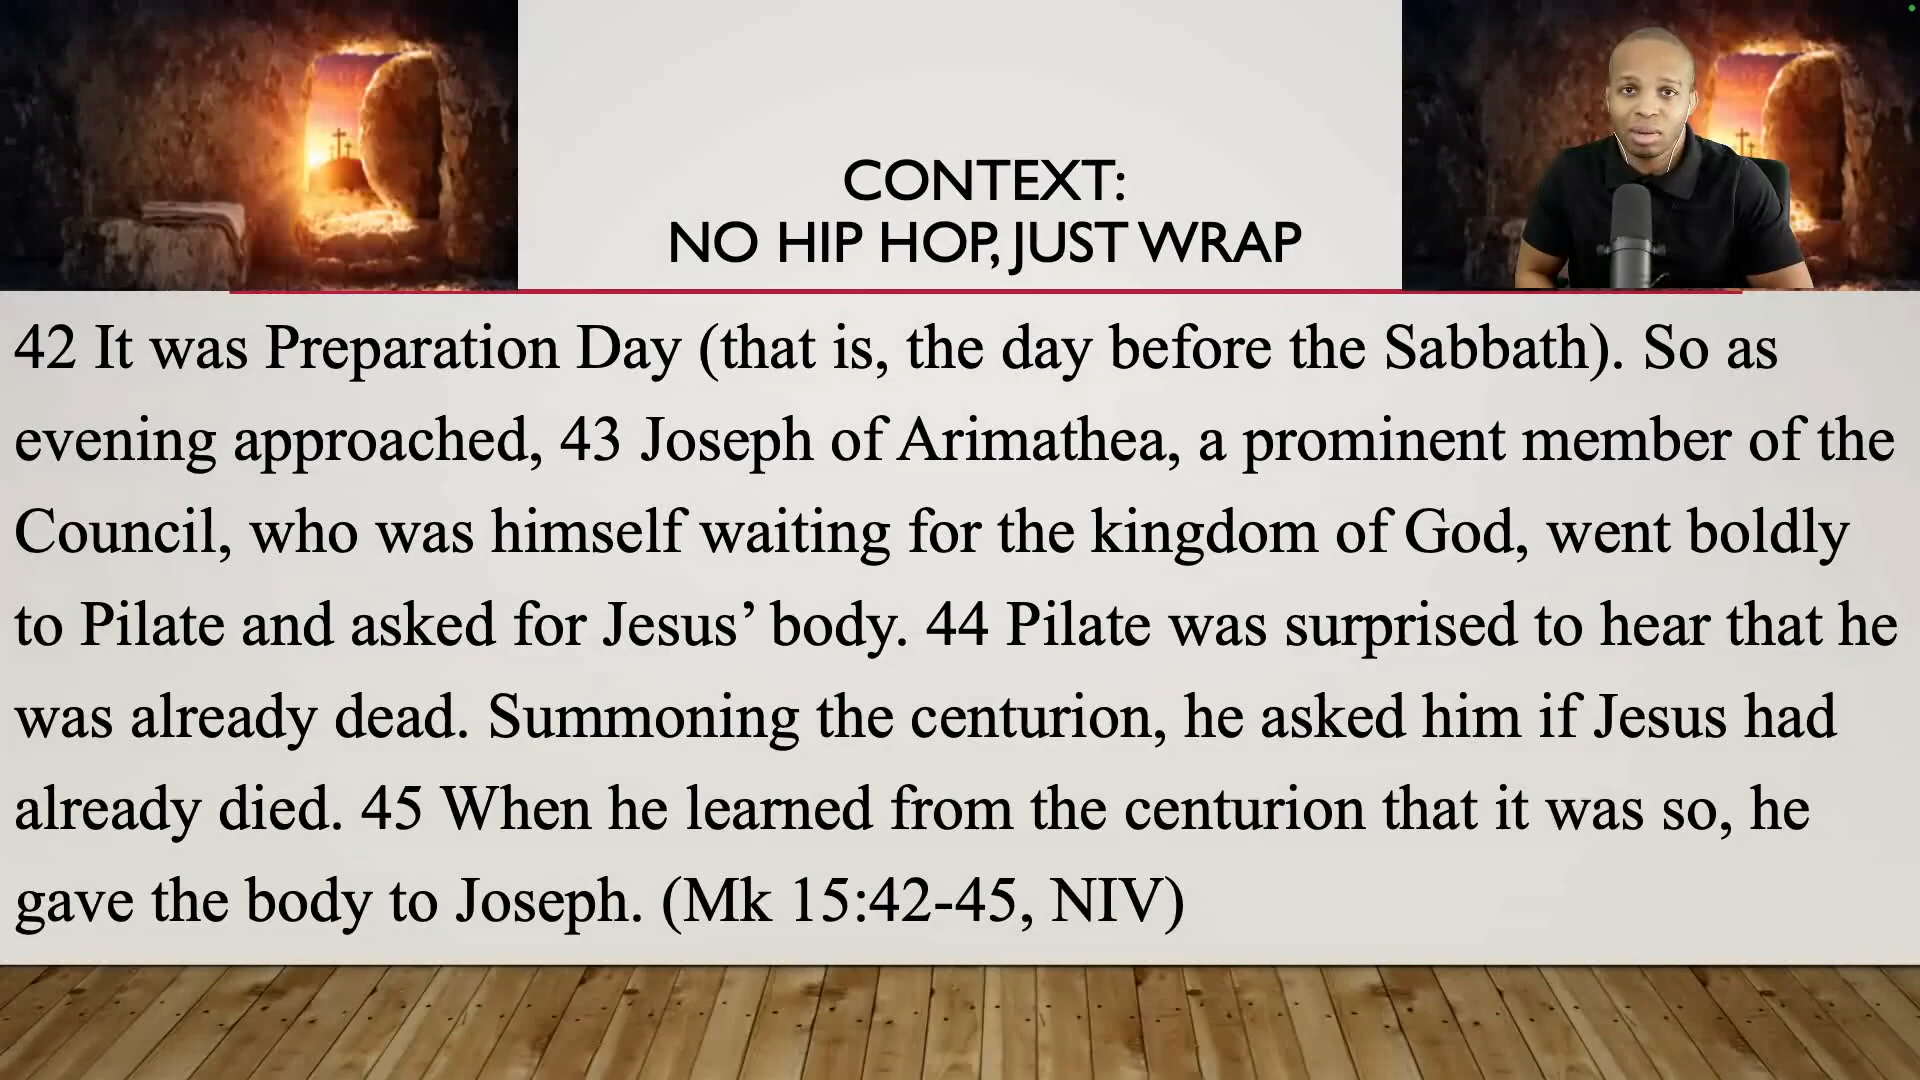 CONTEXT:
NO HIP HOP, JUST WRAP
42 It was Preparation Day (that is, the day before the Sabbath). So as
evening approached, 43 Joseph of Arimathea, a prominent member of the
Council, who was himself waiting for the kingdom of God, went boldly
to Pilate and asked for Jesus’ body. 44 Pilate was surprised to hear that he
was already dead. Summoning the centurion, he asked him if Jesus had
already died. 45 When he learned from the centurion that it was so, he
gave the body to Joseph. (Mk 15:42-45, NIV)